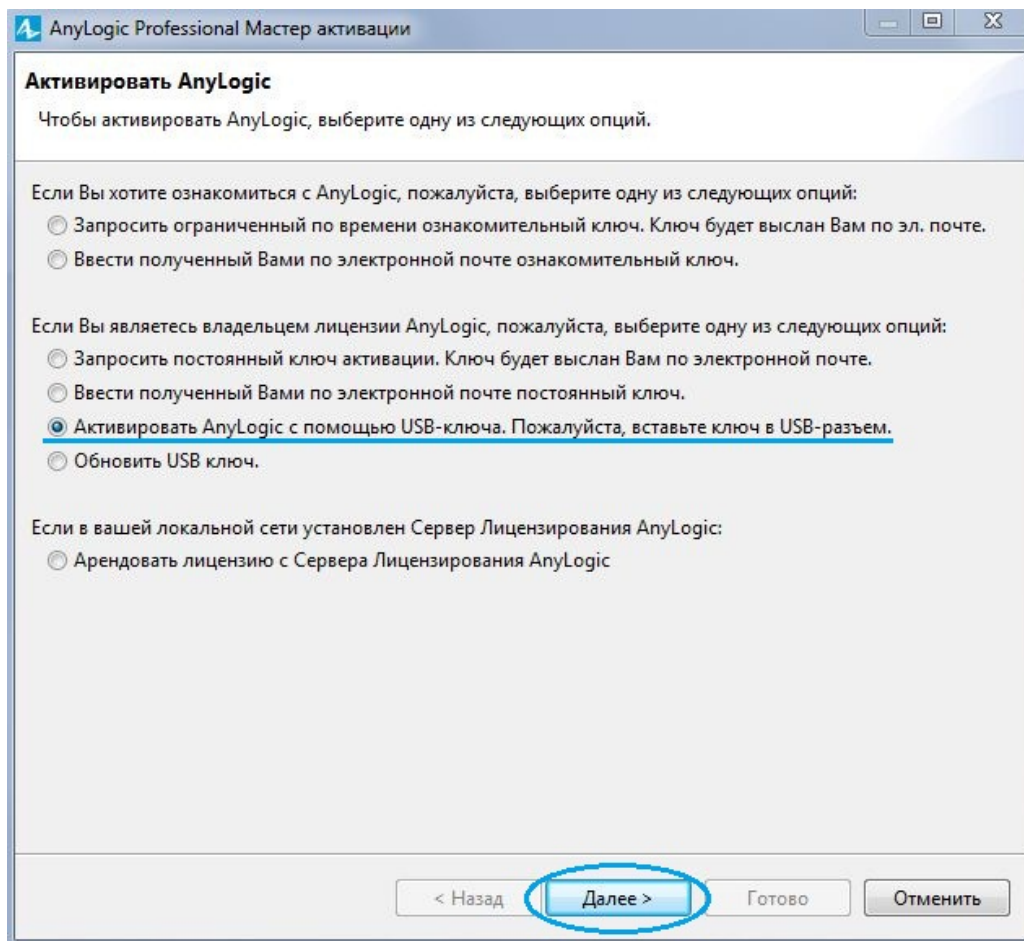 AnyLogic Professional Мастер активации
Активировать AnyLogic
Чтобы активировать AnyLogic, выберите одну из следующих опций.
Если Вы хотите ознакомиться с AnyLogic, пожалуйста, выберите одну из следующих опций:
Запросить ограниченный по времени ознакомительный ключ. Ключ будет выслан Вам по эл. почте.
Ввести полученный Вами по электронной почте ознакомительный ключ.
Если Вы являетесь владельцем лицензии AnyLogic, пожалуйста, выберите одну из следующих опций:
Запросить постоянный ключ активации. Ключ будет выслан Вам по электронной почте.
Ввести полученный Вами по электронной почте постоянный ключ.
Активировать AnyLogic с помощью USB-ключа. Пожалуйста, вставьте ключ в USB-разъем.
Обновить USB ключ.
Если в вашей локальной сети установлен Сервер Лицензирования AnyLogic:
Арендовать лицензию с Сервера Лицензирования AnyLogic
< Назад Далее > Готово Отменить